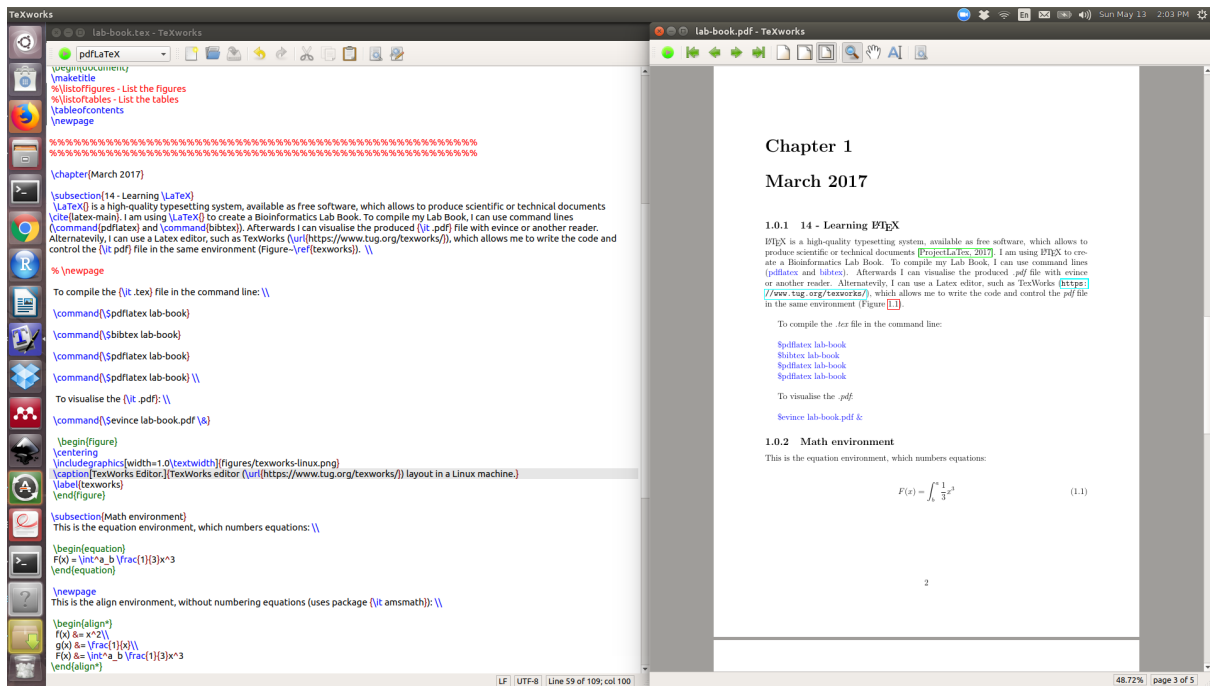 TeXworks
En
Sun May 13 2:03 PM
lab-book.tex - TeXworks
pdfLaTeX
\begin{document}
\maketitle
%\listoffigures - List the figures
%\listoftables - List the tables
\tableofcontents
\newpage
%%%%%%%%%%%%%%%%%%%%%%%%%%%%%%%%%%%%%%%%%%%%%%%%%%%%%
%%%%%%%%%%%%%%%%%%%%%%%%%%%%%%%%%%%%%%%%%%%%%%%%%%%%%
\chapter{March 2017}
\subsection{14 - Learning \LaTeX}
\LaTeX{} is a high-quality typesetting system, available as free software, which allows to produce scientific or technical documents
\cite{latex-main}. I am using \LaTeX{} to create a Bioinformatics Lab Book. To compile my Lab Book, I can use command lines
(\command{pdflatex} and \command{bibtex}). Afterwards I can visualise the produced {\it .pdf} file with evince or another reader.
Alternatevily, I can use a Latex editor, such as TexWorks (\url{https://www.tug.org/texworks/}), which allows me to write the code and
control the {\it pdf} file in the same environment (Figure~\ref{texworks}). \\
% \newpage
To compile the {\it .tex} file in the command line: \\
\command{\$pdflatex lab-book}
\command{\$bibtex lab-book}
\command{\$pdflatex lab-book}
\command{\$pdflatex lab-book} \\
To visualise the {\it .pdf}: \\
\command{\$evince lab-book.pdf \&}
\begin{figure}
\centering
\includegraphics[width=1.0\textwidth]{figures/texworks-linux.png}
\caption[TexWorks Editor.]{TexWorks editor (\url{https://www.tug.org/texworks/}) layout in a Linux machine.}
\label{texworks}
\end{figure}
\subsection{Math environment}
This is the equation environment, which numbers equations: \\
\begin{equation}
F(x) = \int^a_b \frac{1}{3}x^3
\end{equation}
\newpage
This is the align environment, without numbering equations (uses package {\it amsmath}): \\
\begin{align*}
f(x) &= x^2\\
g(x) &= \frac{1}{x}\\
F(x) &= \int^a_b \frac{1}{3}x^3
\end{align*}
LF UTF-8 Line 59 of 109; col 100
lab-book.pdf - TeXworks
Chapter 1
March 2017
1.0.1 14 - Learning LATEX
LATEX is a high-quality typesetting system, available as free software, which allows to
produce scientific or technical documents [ProjectLaTex, 2017]. I am using LATEX to cre-
ate a Bioinformatics Lab Book. To compile my Lab Book, I can use command lines
(pdflatex and bibtex). Afterwards I can visualise the produced .pdf file with evince
or another reader. Alternatevely, I can use a Latex editor, such as TexWorks (https:
//www.tug.org/texworks/), which allows me to write the code and control the pdf file
in the same environment (Figure 1.1).
To compile the .tex file in the command line:
$pdflatex lab-book
$bibtex lab-book
$pdflatex lab-book
$pdflatex lab-book
To visualise the .pdf:
$evince lab-book.pdf &
1.0.2 Math environment
This is the equation environment, which numbers equations:
F(x) = ∫ab 1/3 x3 (1.1)
2
48.72% page 3 of 5